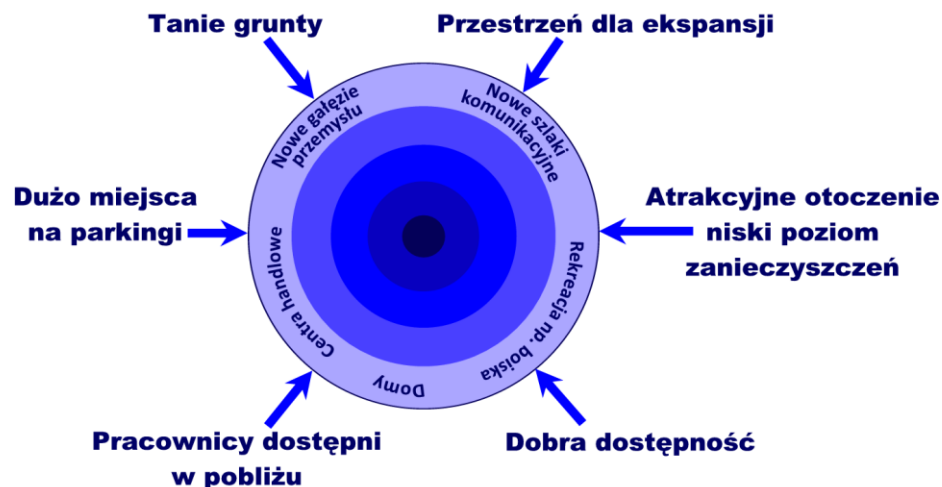 Tanie grunty
Przestrzeń dla ekspansji
Nowe gałęzie
przemysłu
Nowe szlaki
komunikacyjne
Dużo miejsca
na parkingi
Atrakcyjne otoczenie
niski poziom
zanieczyszczeń
Centra handlowe
Domy
Rekreacja np. boiska
Pracownicy dostępni
w pobliżu
Dobra dostępność